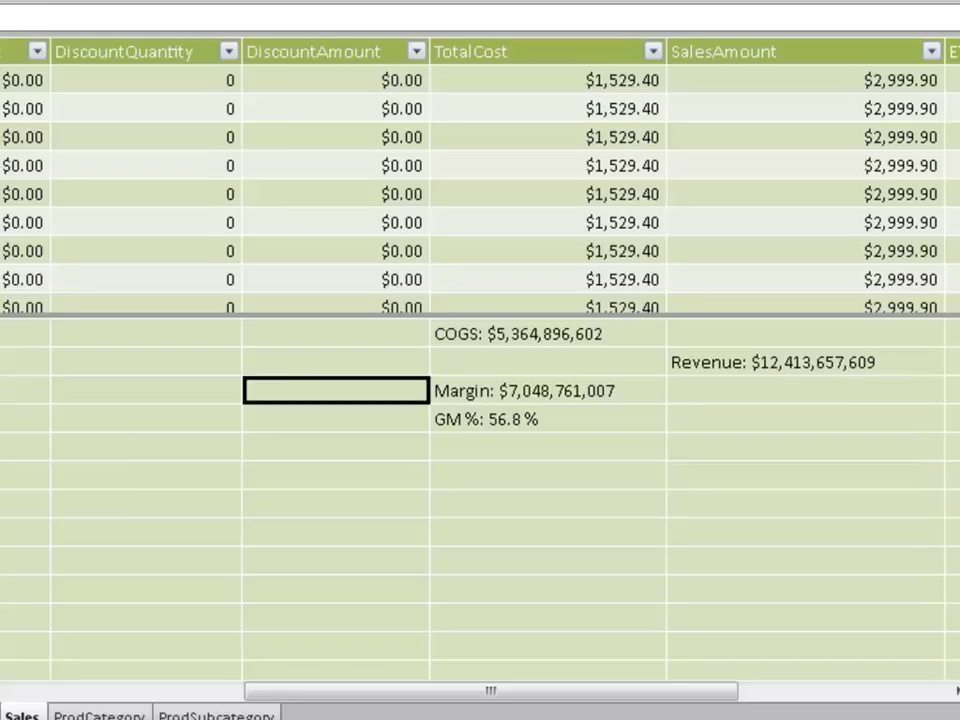 DiscountQuantity DiscountAmount TotalCost SalesAmount
$0.00 0 $0.00 $1,529.40 $2,999.90
$0.00 0 $0.00 $1,529.40 $2,999.90
$0.00 0 $0.00 $1,529.40 $2,999.90
$0.00 0 $0.00 $1,529.40 $2,999.90
$0.00 0 $0.00 $1,529.40 $2,999.90
$0.00 0 $0.00 $1,529.40 $2,999.90
$0.00 0 $0.00 $1,529.40 $2,999.90
$0.00 0 $0.00 $1,529.40 $2,999.90
$0.00 0 $0.00 $1,529.40 $2,999.90
COGS: $5,364,896,602
Revenue: $12,413,657,609
Margin: $7,048,761,007
GM %: 56.8 %
Sales ProdCategory ProdSubcategory